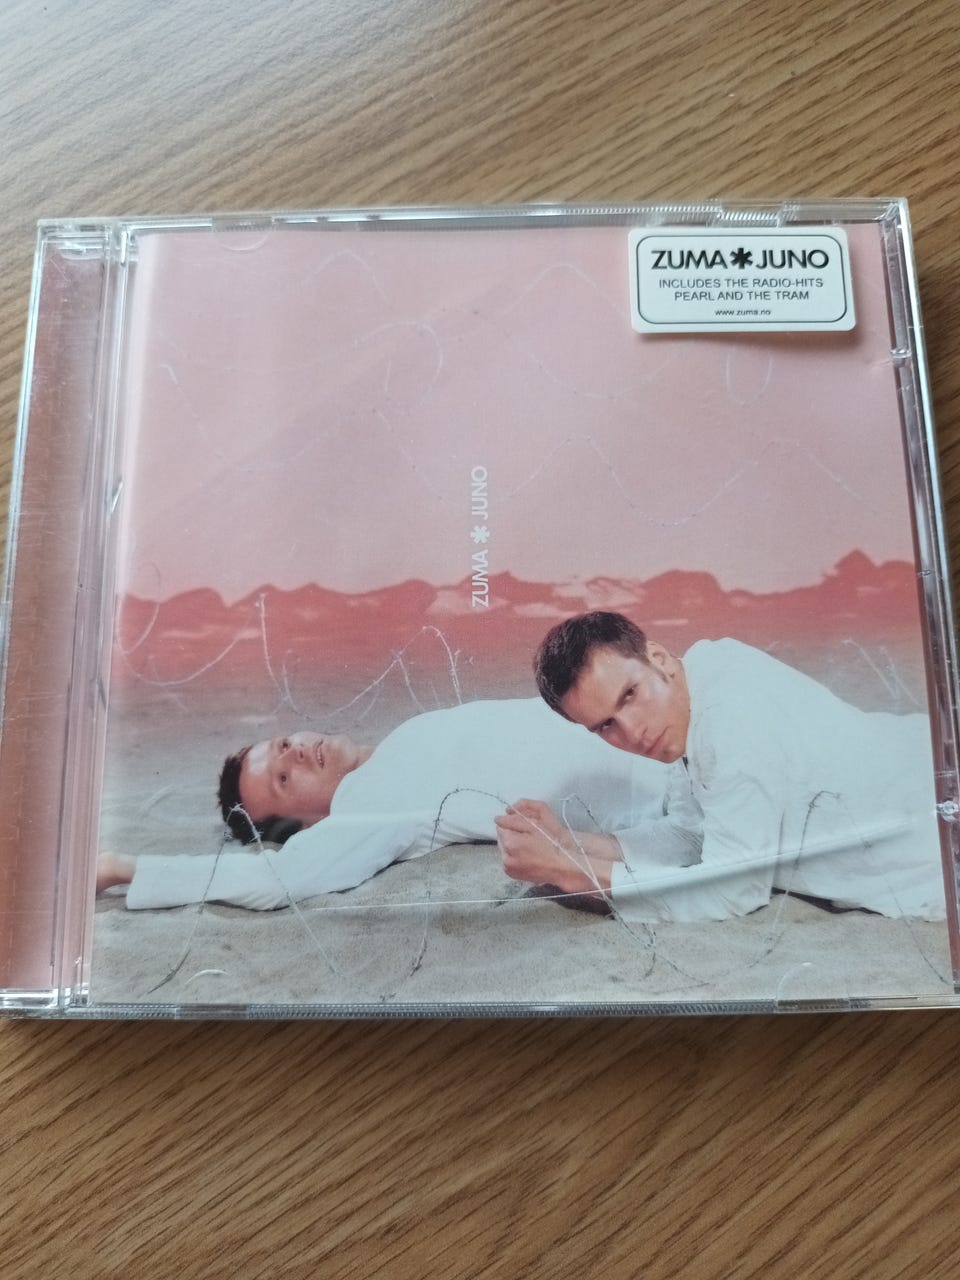 ZUMA✱JUNO
INCLUDES THE RADIO-HITS
PEARL AND THE TRAM
www.zuma.no
ZUMA ✱ JUNO